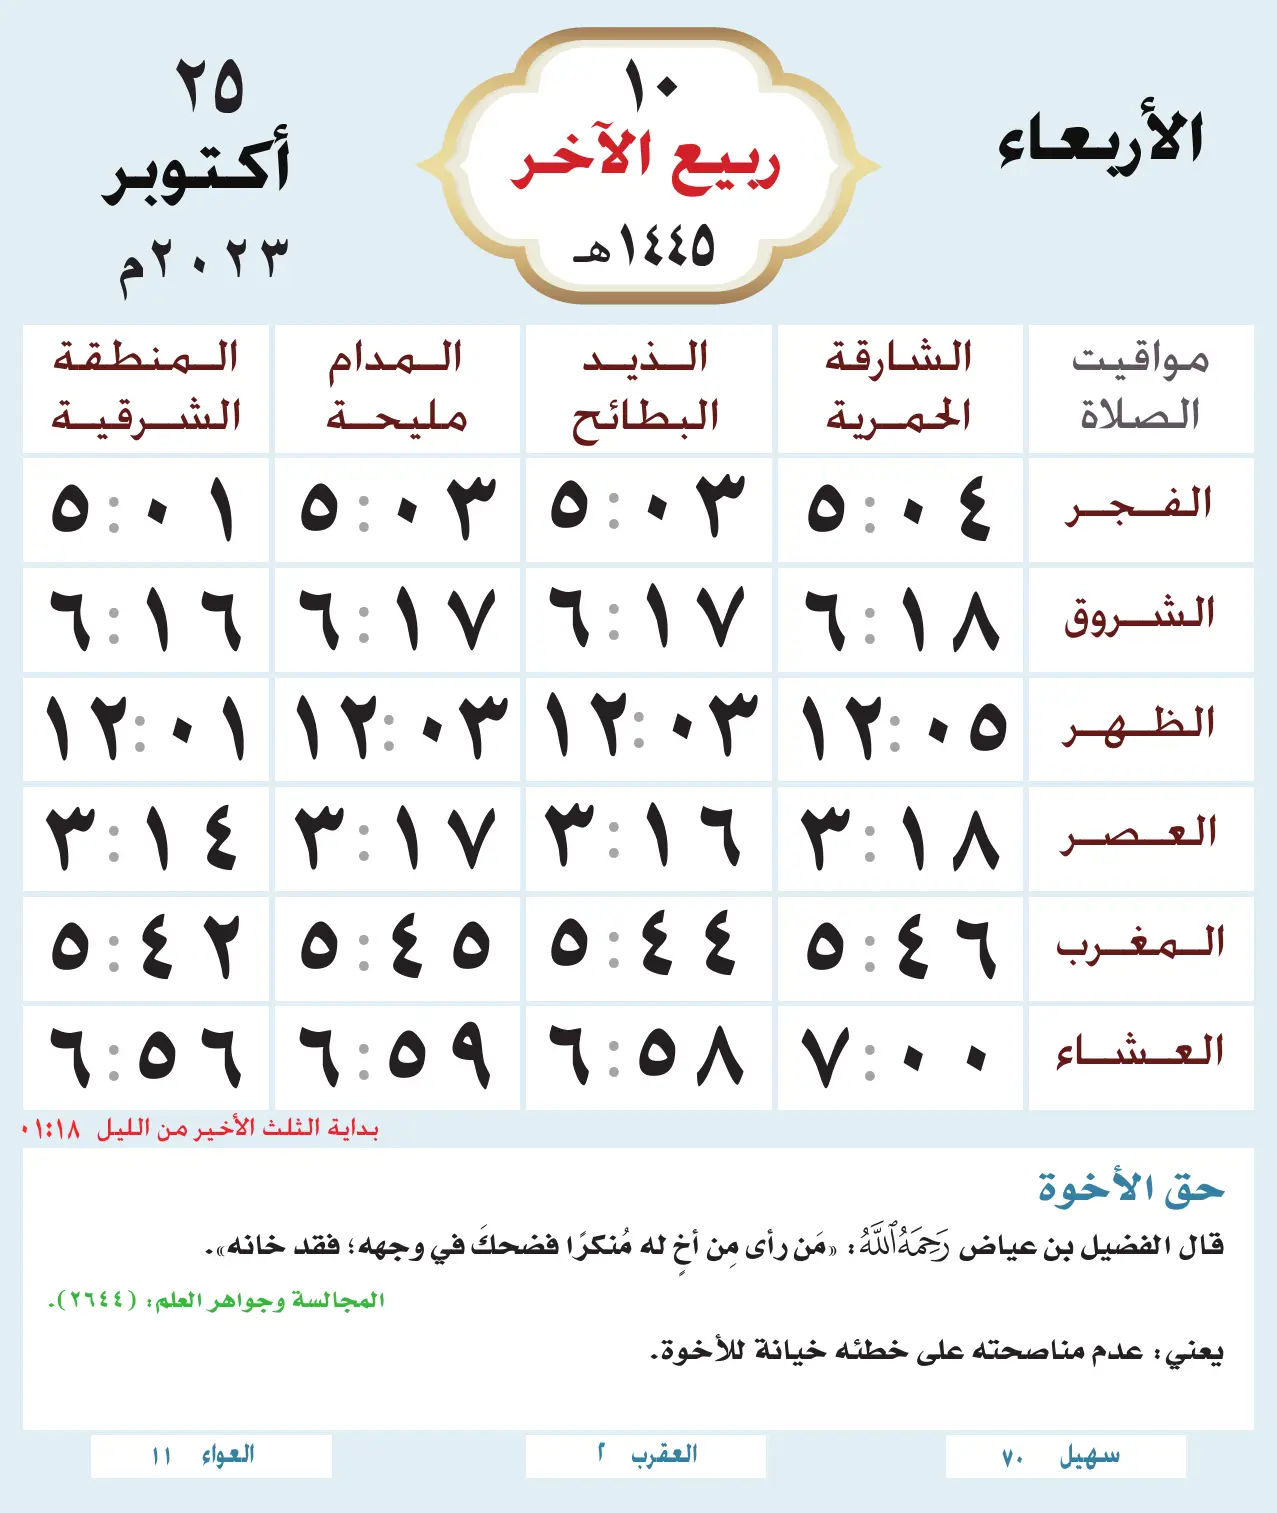 الأربعاء
١٠
ربيع الآخر
١٤٤٥هـ
٢٥
أكتوبر
٢٠٢٣م
مواقيت الصلاة | الشارقة الحمرية | الذيد البطائح | المدام مليحة | المنطقة الشرقية
الفجر ٥:٠٤ ٥:٠٣ ٥:٠٣ ٥:٠١
الشروق ٦:١٨ ٦:١٧ ٦:١٧ ٦:١٦
الظهر ١٢:٠٥ ١٢:٠٣ ١٢:٠٣ ١٢:٠١
العصر ٣:١٨ ٣:١٦ ٣:١٧ ٣:١٤
المغرب ٥:٤٦ ٥:٤٤ ٥:٤٥ ٥:٤٢
العشاء ٧:٠٠ ٦:٥٨ ٦:٥٩ ٦:٥٦
بداية الثلث الأخير من الليل ٠١:١٨
حق الأخوة
قال الفضيل بن عياض رَحِمَهُ ٱللَّهُ: «مَن رأى مِن أخٍ له مُنكرًا فضحكَ في وجهه؛ فقد خانه».
المجالسة وجواهر العلم: (٢٦٤٤).
يعني: عدم مناصحته على خطئه خيانة للأخوة.
سهيل ٧٠
العقرب ٢
العواء ١١